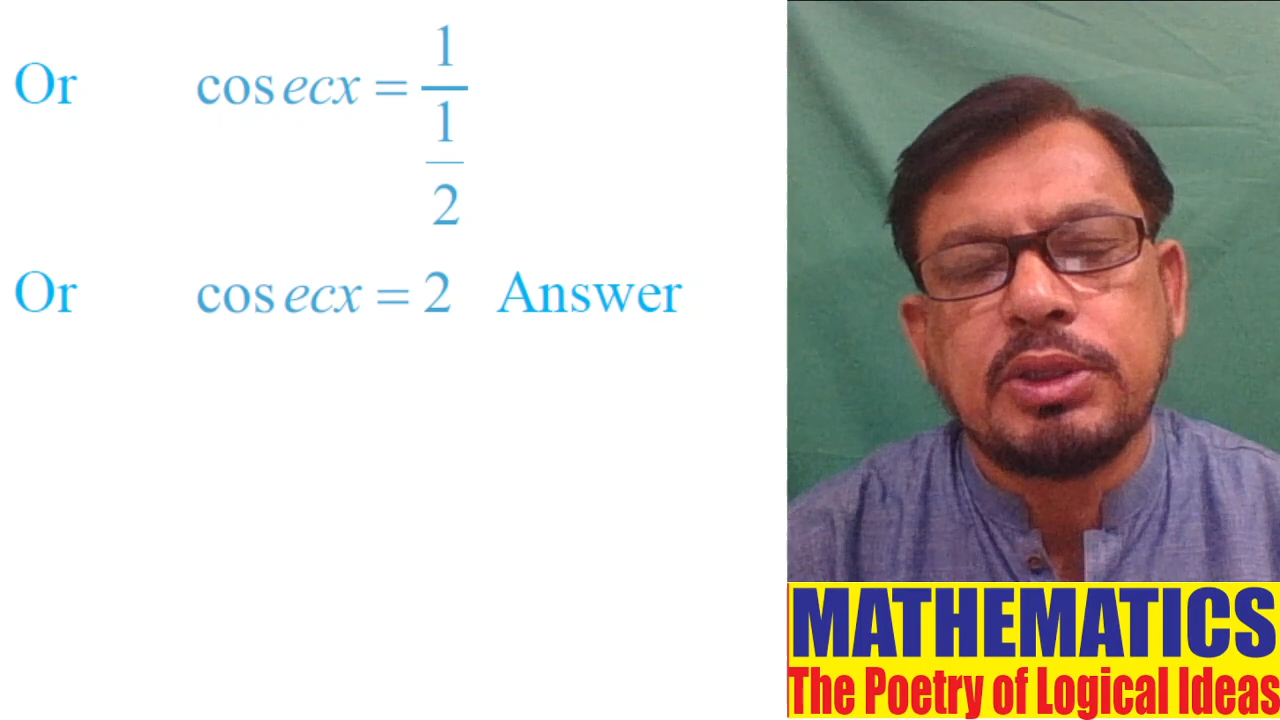 Or cosecx = 1/(1/2)
Or cosecx = 2 Answer
MATHEMATICS
The Poetry of Logical Ideas